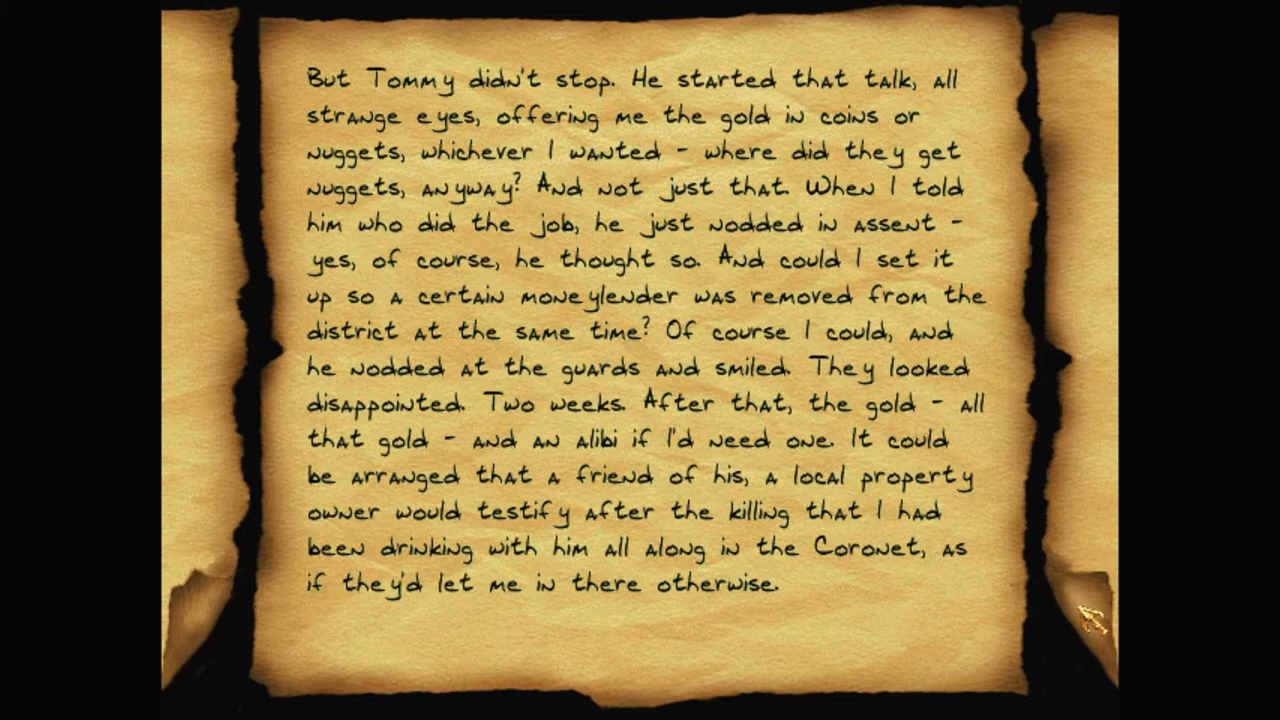 But Tommy didn't stop. He started that talk, all
strange eyes, offering me the gold in coins or
nuggets, whichever I wanted - where did they get
nuggets, anyway? And not just that. When I told
him who did the job, he just nodded in assent -
yes, of course, he thought so. And could I set it
up so a certain moneylender was removed from the
district at the same time? Of course I could, and
he nodded at the guards and smiled. They looked
disappointed. Two weeks. After that, the gold - all
that gold - and an alibi if I'd need one. It could
be arranged that a friend of his, a local property
owner would testify after the killing that I had
been drinking with him all along in the Coronet, as
if they'd let me in there otherwise.